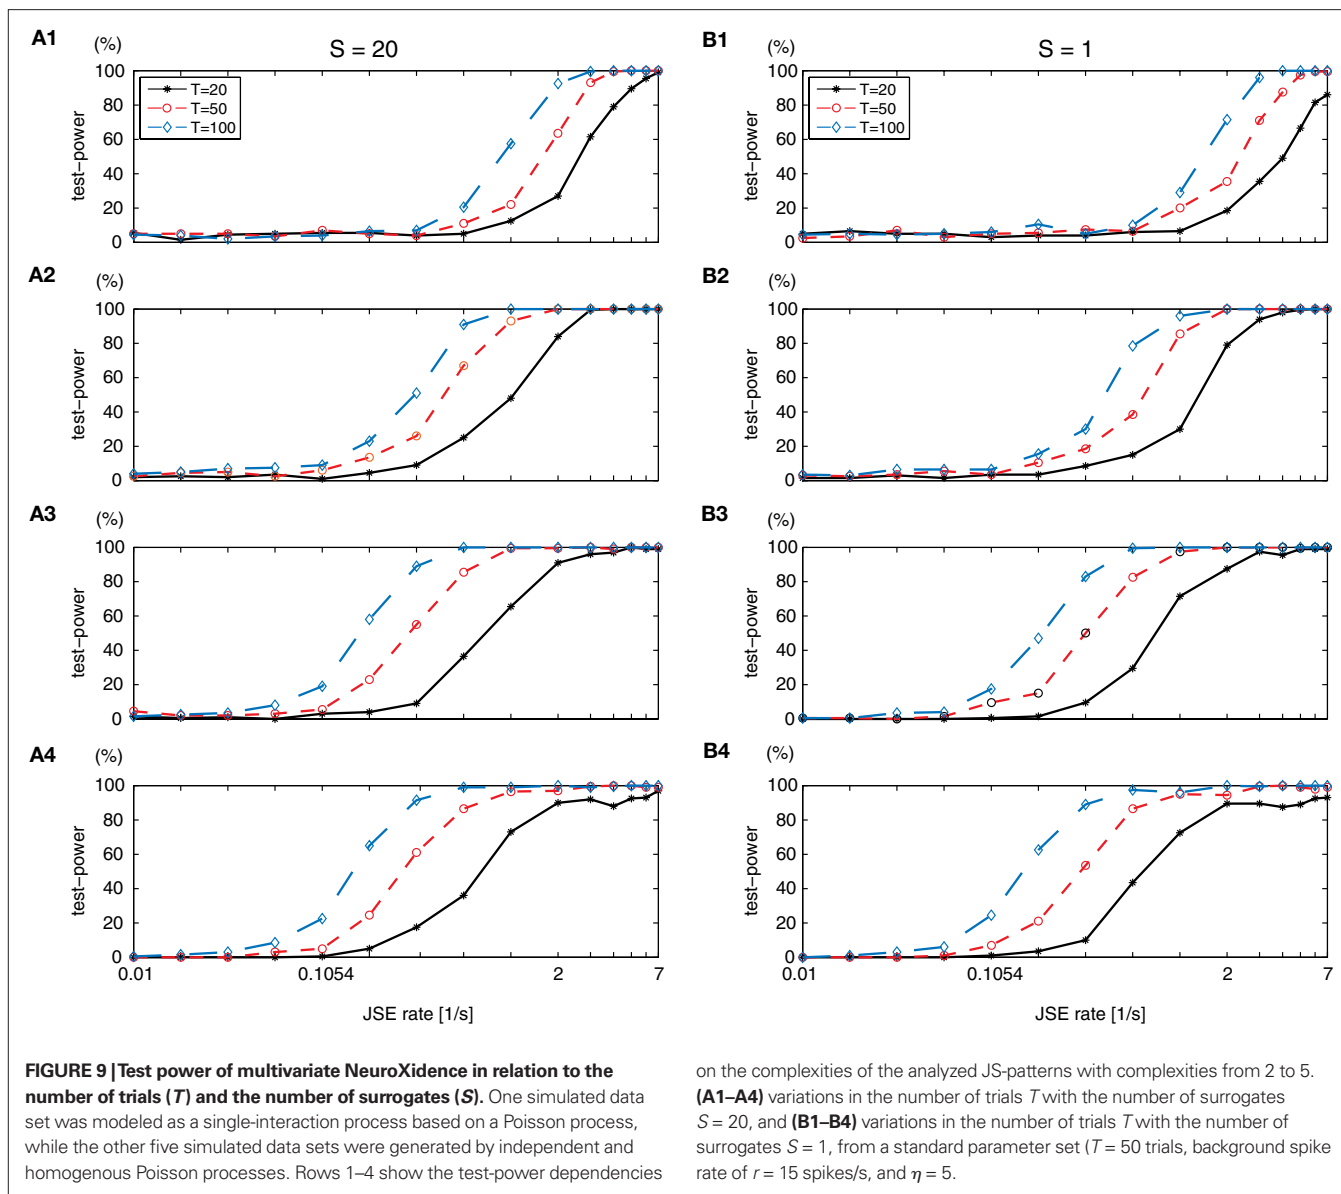 A1
(%)
S = 20
100
80
60
40
20
0
test–power
T=20
T=50
T=100
B1
(%)
S = 1
100
80
60
40
20
0
test–power
T=20
T=50
T=100
A2
(%)
100
80
60
40
20
0
test–power
B2
(%)
100
80
60
40
20
0
test–power
A3
(%)
100
80
60
40
20
0
test–power
B3
(%)
100
80
60
40
20
0
test–power
A4
(%)
100
80
60
40
20
0
test–power
0.01
0.1054
2
7
JSE rate [1/s]
B4
(%)
100
80
60
40
20
0
test–power
0.01
0.1054
2
7
JSE rate [1/s]
FIGURE 9 | Test power of multivariate NeuroXidence in relation to the
number of trials (T) and the number of surrogates (S). One simulated data
set was modeled as a single-interaction process based on a Poisson process,
while the other five simulated data sets were generated by independent and
homogenous Poisson processes. Rows 1–4 show the test-power dependencies
on the complexities of the analyzed JS-patterns with complexities from 2 to 5.
(A1–A4) variations in the number of trials T with the number of surrogates
S = 20, and (B1–B4) variations in the number of trials T with the number of
surrogates S = 1, from a standard parameter set (T = 50 trials, background spike
rate of r = 15 spikes/s, and η = 5.